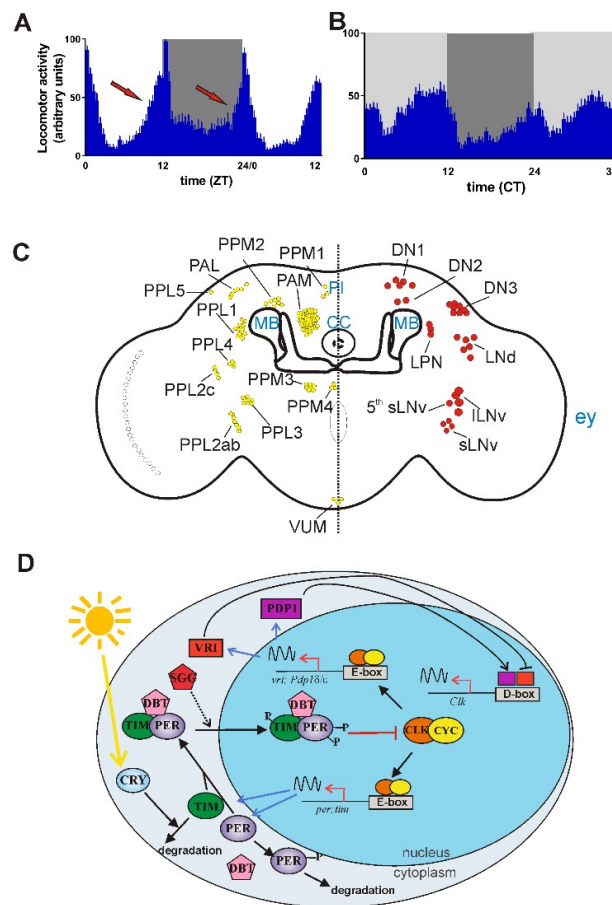 A
B
Locomotor activity
(arbitrary units)
100
50
0
0 12 24/0 12
time (ZT)
100
50
0
0 12 24 3
time (CT)
C
PPM2 PPM1 DN1
PAL PAM PI DN2
PPL5 DN3
PPL1 MB CC MB
PPL4 LPN LNd
PPL2c PPM3 PPM4 5th sLNv lLNv ey
PPL3 sLNv
PPL2ab
VUM
D
PDP1
VRI
SGG
vri; Pdp1δ/ε E-box
Clk D-box
DBT
TIM PER
P DBT P
TIM PER
P
CLK CYC
CRY
TIM
per;tim E-box
PER
degradation
PER P
nucleus
cytoplasm
DBT
degradation